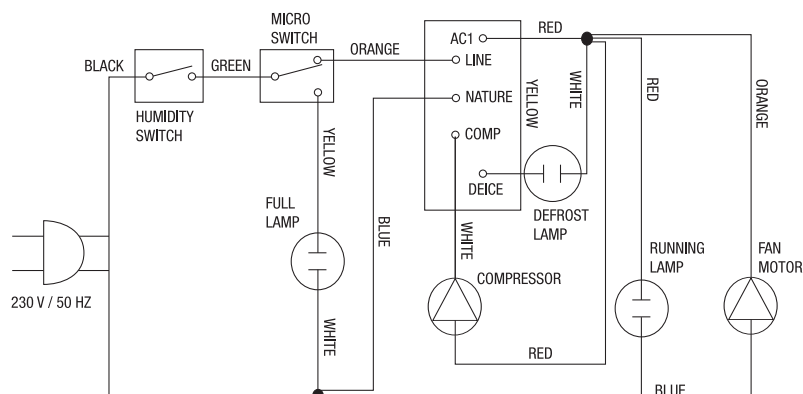 MICRO
SWITCH
BLACK
GREEN
ORANGE
HUMIDITY
SWITCH
YELLOW
FULL
LAMP
WHITE
BLUE
230 V / 50 HZ
AC1
LINE
NATURE
COMP
DEICE
RED
YELLOW
WHITE
DEFROST
LAMP
RED
ORANGE
WHITE
COMPRESSOR
RED
RUNNING
LAMP
FAN
MOTOR
BLUE